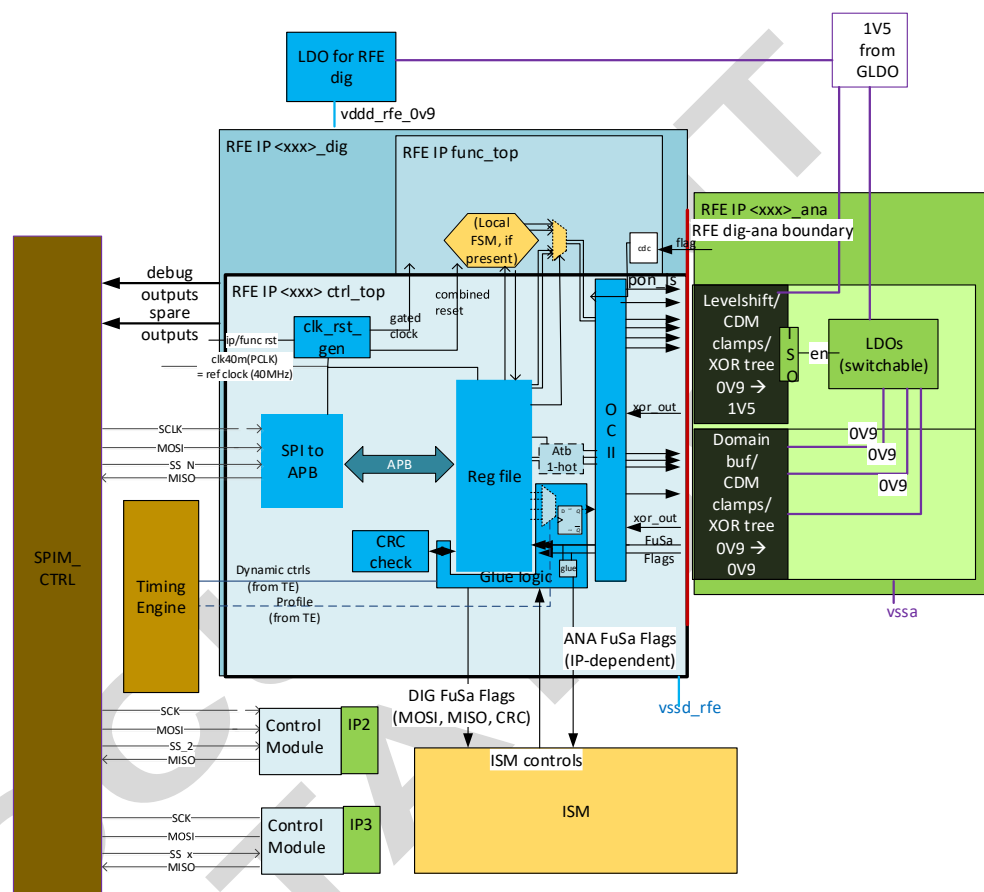 LDO for RFE
dig
1V5
from
GLDO
vddd_rfe_0v9
RFE IP <xxx>_dig
RFE IP func_top
(Local
FSM, if
present)
cdc
flag
RFE IP <xxx>_ana
RFE dig-ana boundary
pon_ls
debug
outputs
spare
outputs
RFE IP <xxx> ctrl_top
ip/func rst
clk_rst_
gen
gated
clock
combined
reset
clk40m(PCLK)
= ref clock (40MHz)
Levelshift/
CDM
clamps/
XOR tree
0V9 →
1V5
ISO
en
LDOs
(switchable)
0V9
0V9
0V9
SCLK
MOSI
SS_N
MISO
SPI to
APB
APB
Reg file
Atb
1-hot
OCII
xor_out
xor_out
Domain
buf/
CDM
clamps/
XOR tree
0V9 →
0V9
CRC
check
Glue logic
glue
FuSa
Flags
SPIM_
CTRL
Timing
Engine
Dynamic ctrls
(from TE)
Profile
(from TE)
vssa
ANA FuSa Flags
(IP-dependent)
DIG FuSa Flags
(MOSI, MISO, CRC)
vssd_rfe
SCK
MOSI
SS_2
MISO
Control
Module
IP2
ISM controls
ISM
SCK
MOSI
SS_x
MISO
Control
Module
IP3